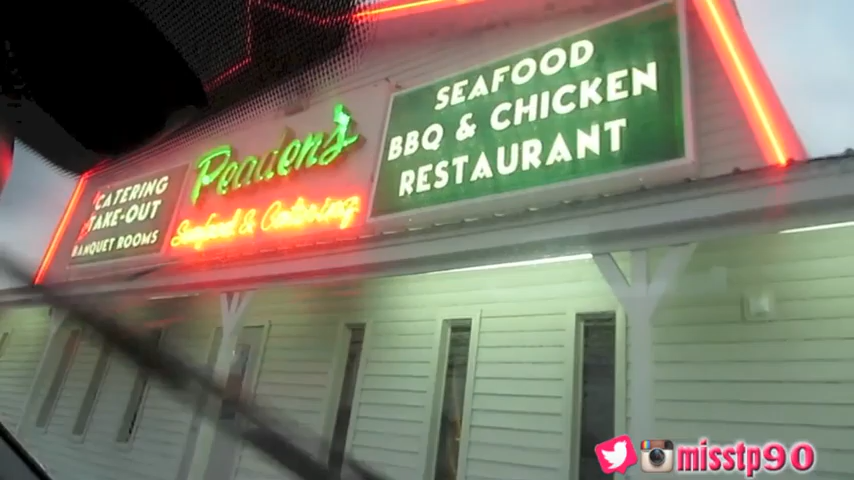 CATERING
TAKE-OUT
BANQUET ROOMS
Peaden's
Seafood & Catering
SEAFOOD
BBQ & CHICKEN
RESTAURANT
misstp90